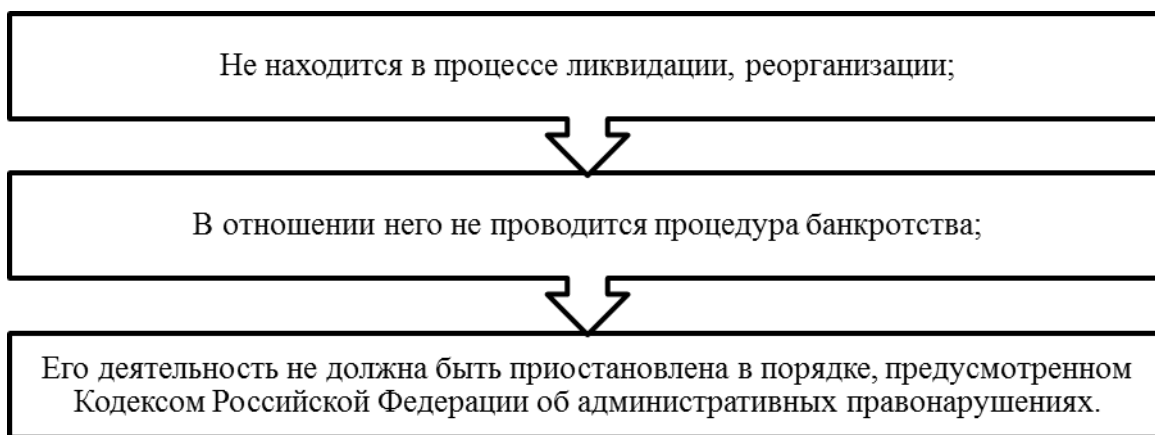 Не находится в процессе ликвидации, реорганизации;
В отношении него не проводится процедура банкротства;
Его деятельность не должна быть приостановлена в порядке, предусмотренном
Кодексом Российской Федерации об административных правонарушениях.